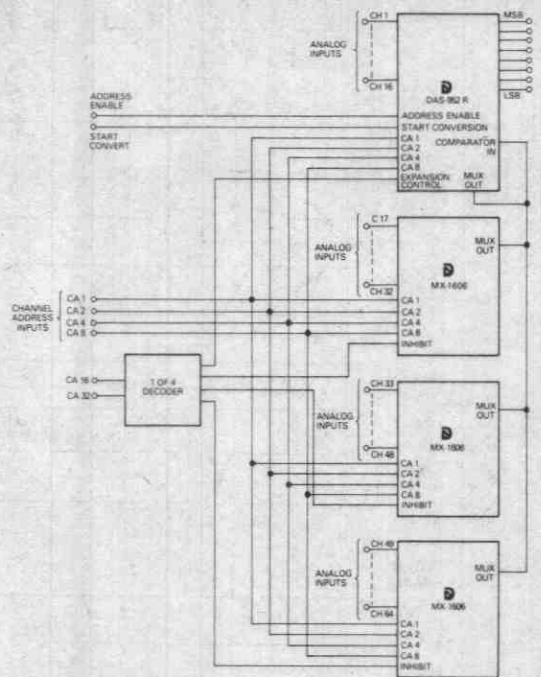 CH 1
MSB
ANALOG
INPUTS
CH 16
LSB
DAS-952 R
ADDRESS
ENABLE
START
CONVERT
ADDRESS ENABLE
START CONVERSION
CA 1
CA 2
CA 4
CA 8
EXPANSION
CONTROL
COMPARATOR
IN
MUX
OUT
C 17
ANALOG
INPUTS
CH 32
MUX
OUT
MX-1606
CA 1
CA 2
CA 4
CA 8
INHIBIT
CHANNEL
ADDRESS
INPUTS
CA 1
CA 2
CA 4
CA 8
CA 16
CA 32
1 OF 4
DECODER
CH 33
ANALOG
INPUTS
CH 48
MUX
OUT
MX-1606
CA 1
CA 2
CA 4
CA 8
INHIBIT
CH 49
ANALOG
INPUTS
CH 64
MUX
OUT
MX-1606
CA 1
CA 2
CA 4
CA 8
INHIBIT